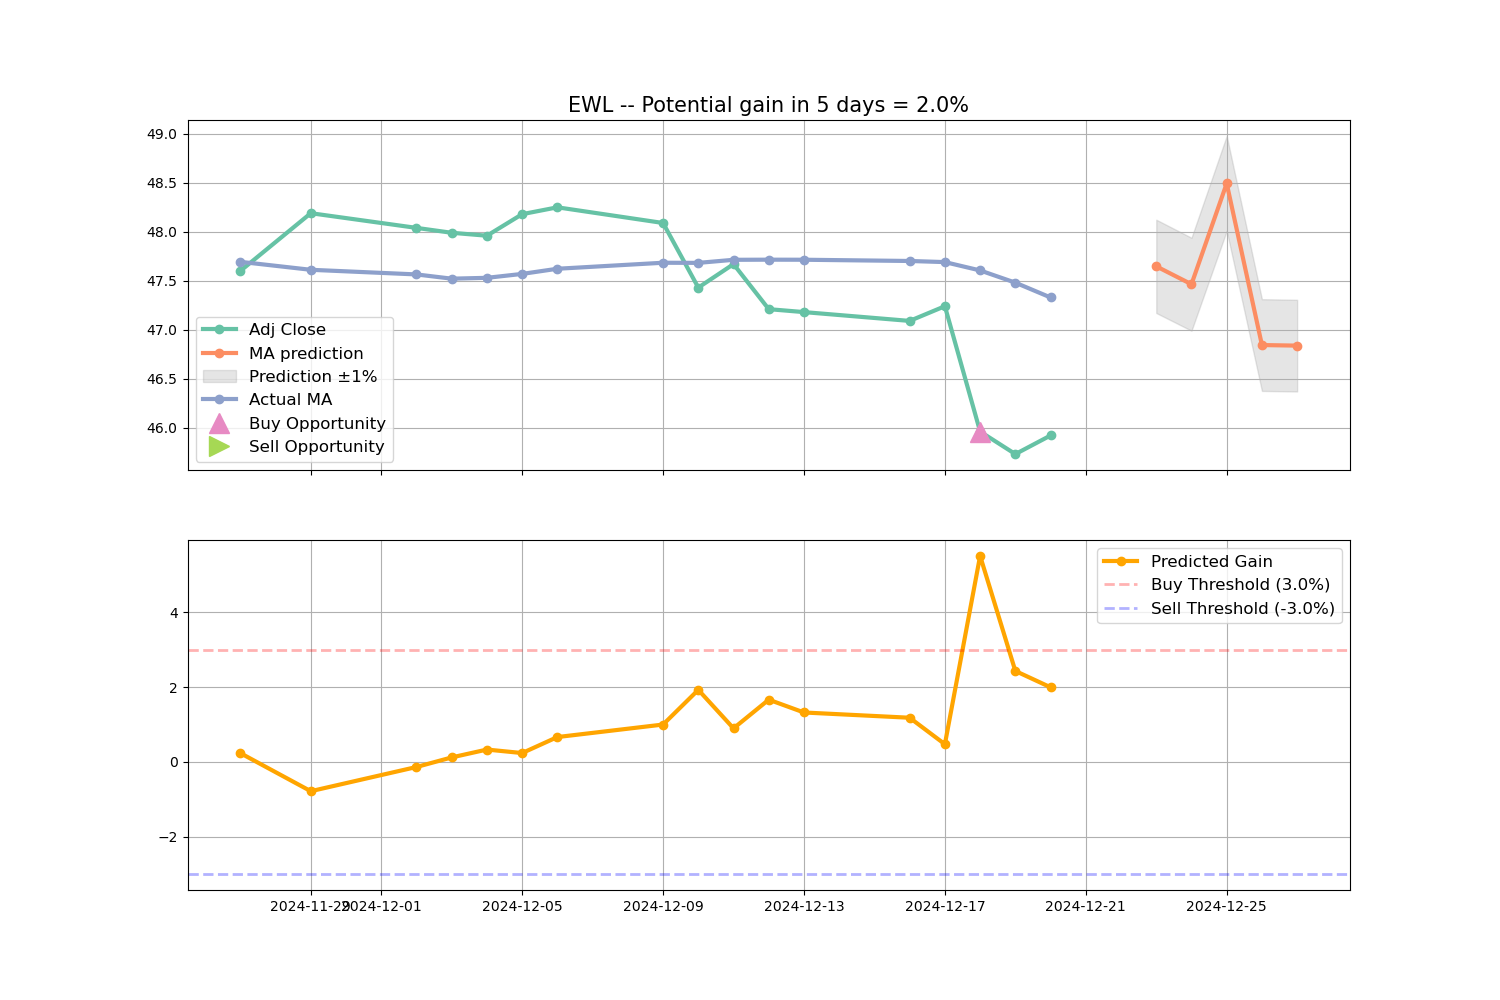 EWL -- Potential gain in 5 days = 2.0%
49.0
48.5
48.0
47.5
47.0
46.5
46.0
Adj Close
MA prediction
Prediction ±1%
Actual MA
Buy Opportunity
Sell Opportunity
4
2
0
−2
Predicted Gain
Buy Threshold (3.0%)
Sell Threshold (-3.0%)
2024-11-29 2024-12-01 2024-12-05 2024-12-09 2024-12-13 2024-12-17 2024-12-21 2024-12-25